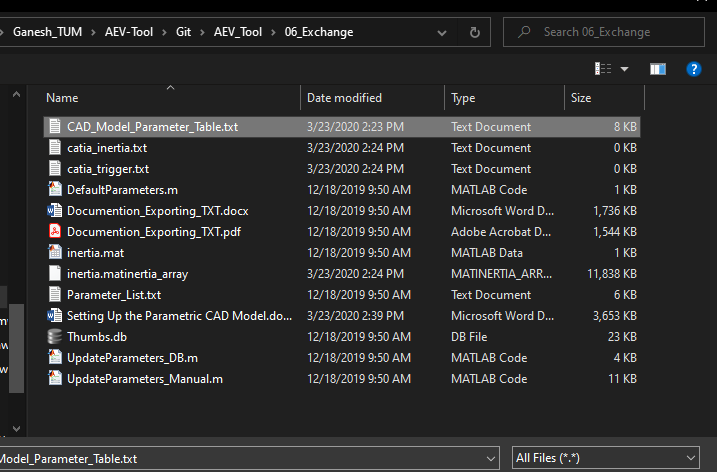 Ganesh_TUM > AEV-Tool > Git > AEV_Tool > 06_Exchange Search 06_Exchange
Name Date modified Type Size
CAD_Model_Parameter_Table.txt 3/23/2020 2:23 PM Text Document 8 KB
catia_inertia.txt 3/23/2020 2:24 PM Text Document 0 KB
catia_trigger.txt 3/23/2020 2:24 PM Text Document 0 KB
DefaultParameters.m 12/18/2019 9:50 AM MATLAB Code 1 KB
Documention_Exporting_TXT.docx 12/18/2019 9:50 AM Microsoft Word D... 1,736 KB
Documention_Exporting_TXT.pdf 12/18/2019 9:50 AM Adobe Acrobat D... 1,544 KB
inertia.mat 12/18/2019 9:50 AM MATLAB Data 1 KB
inertia.matinertia_array 3/23/2020 2:24 PM MATINERTIA_ARR... 11,838 KB
Parameter_List.txt 12/18/2019 9:50 AM Text Document 6 KB
Setting Up the Parametric CAD Model.do... 3/23/2020 2:39 PM Microsoft Word D... 3,653 KB
Thumbs.db 12/18/2019 9:50 AM DB File 23 KB
UpdateParameters_DB.m 12/18/2019 9:50 AM MATLAB Code 4 KB
UpdateParameters_Manual.m 12/18/2019 9:50 AM MATLAB Code 11 KB
Model_Parameter_Table.txt All Files (*.*)